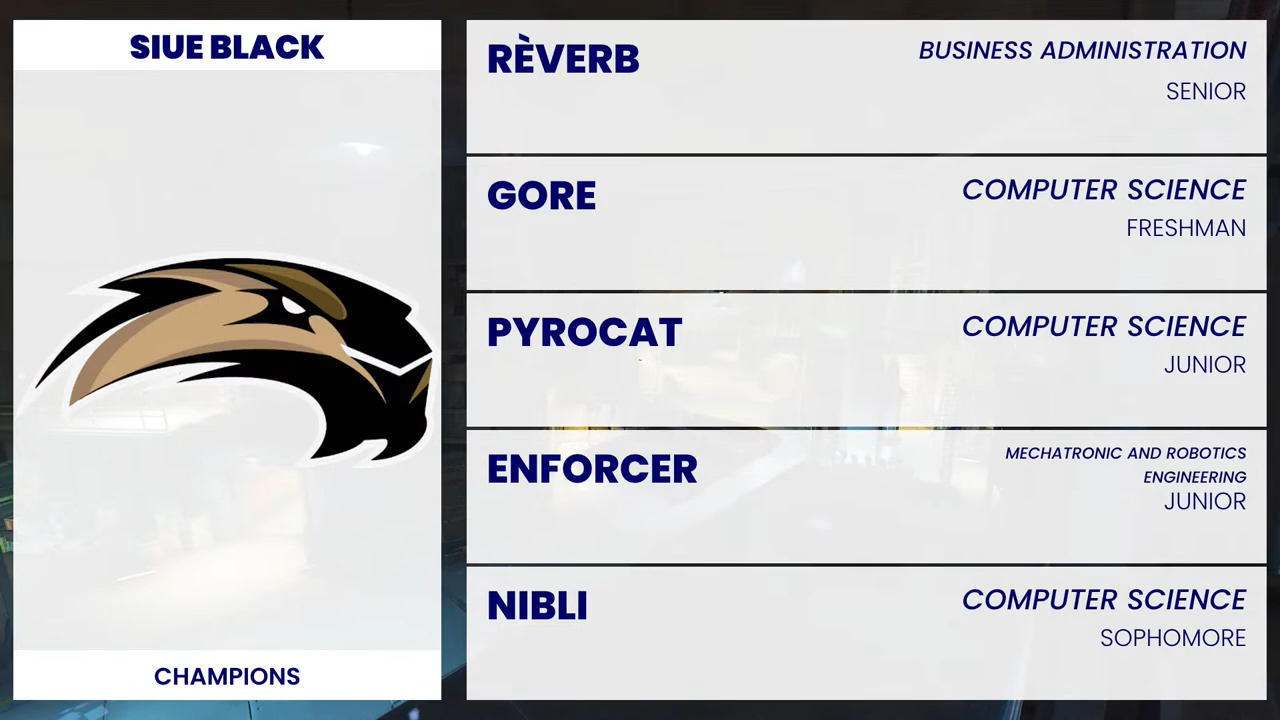 SIUE BLACK
CHAMPIONS
RÈVERB
BUSINESS ADMINISTRATION
SENIOR
GORE
COMPUTER SCIENCE
FRESHMAN
PYROCAT
COMPUTER SCIENCE
JUNIOR
ENFORCER
MECHATRONIC AND ROBOTICS
ENGINEERING
JUNIOR
NIBLI
COMPUTER SCIENCE
SOPHOMORE